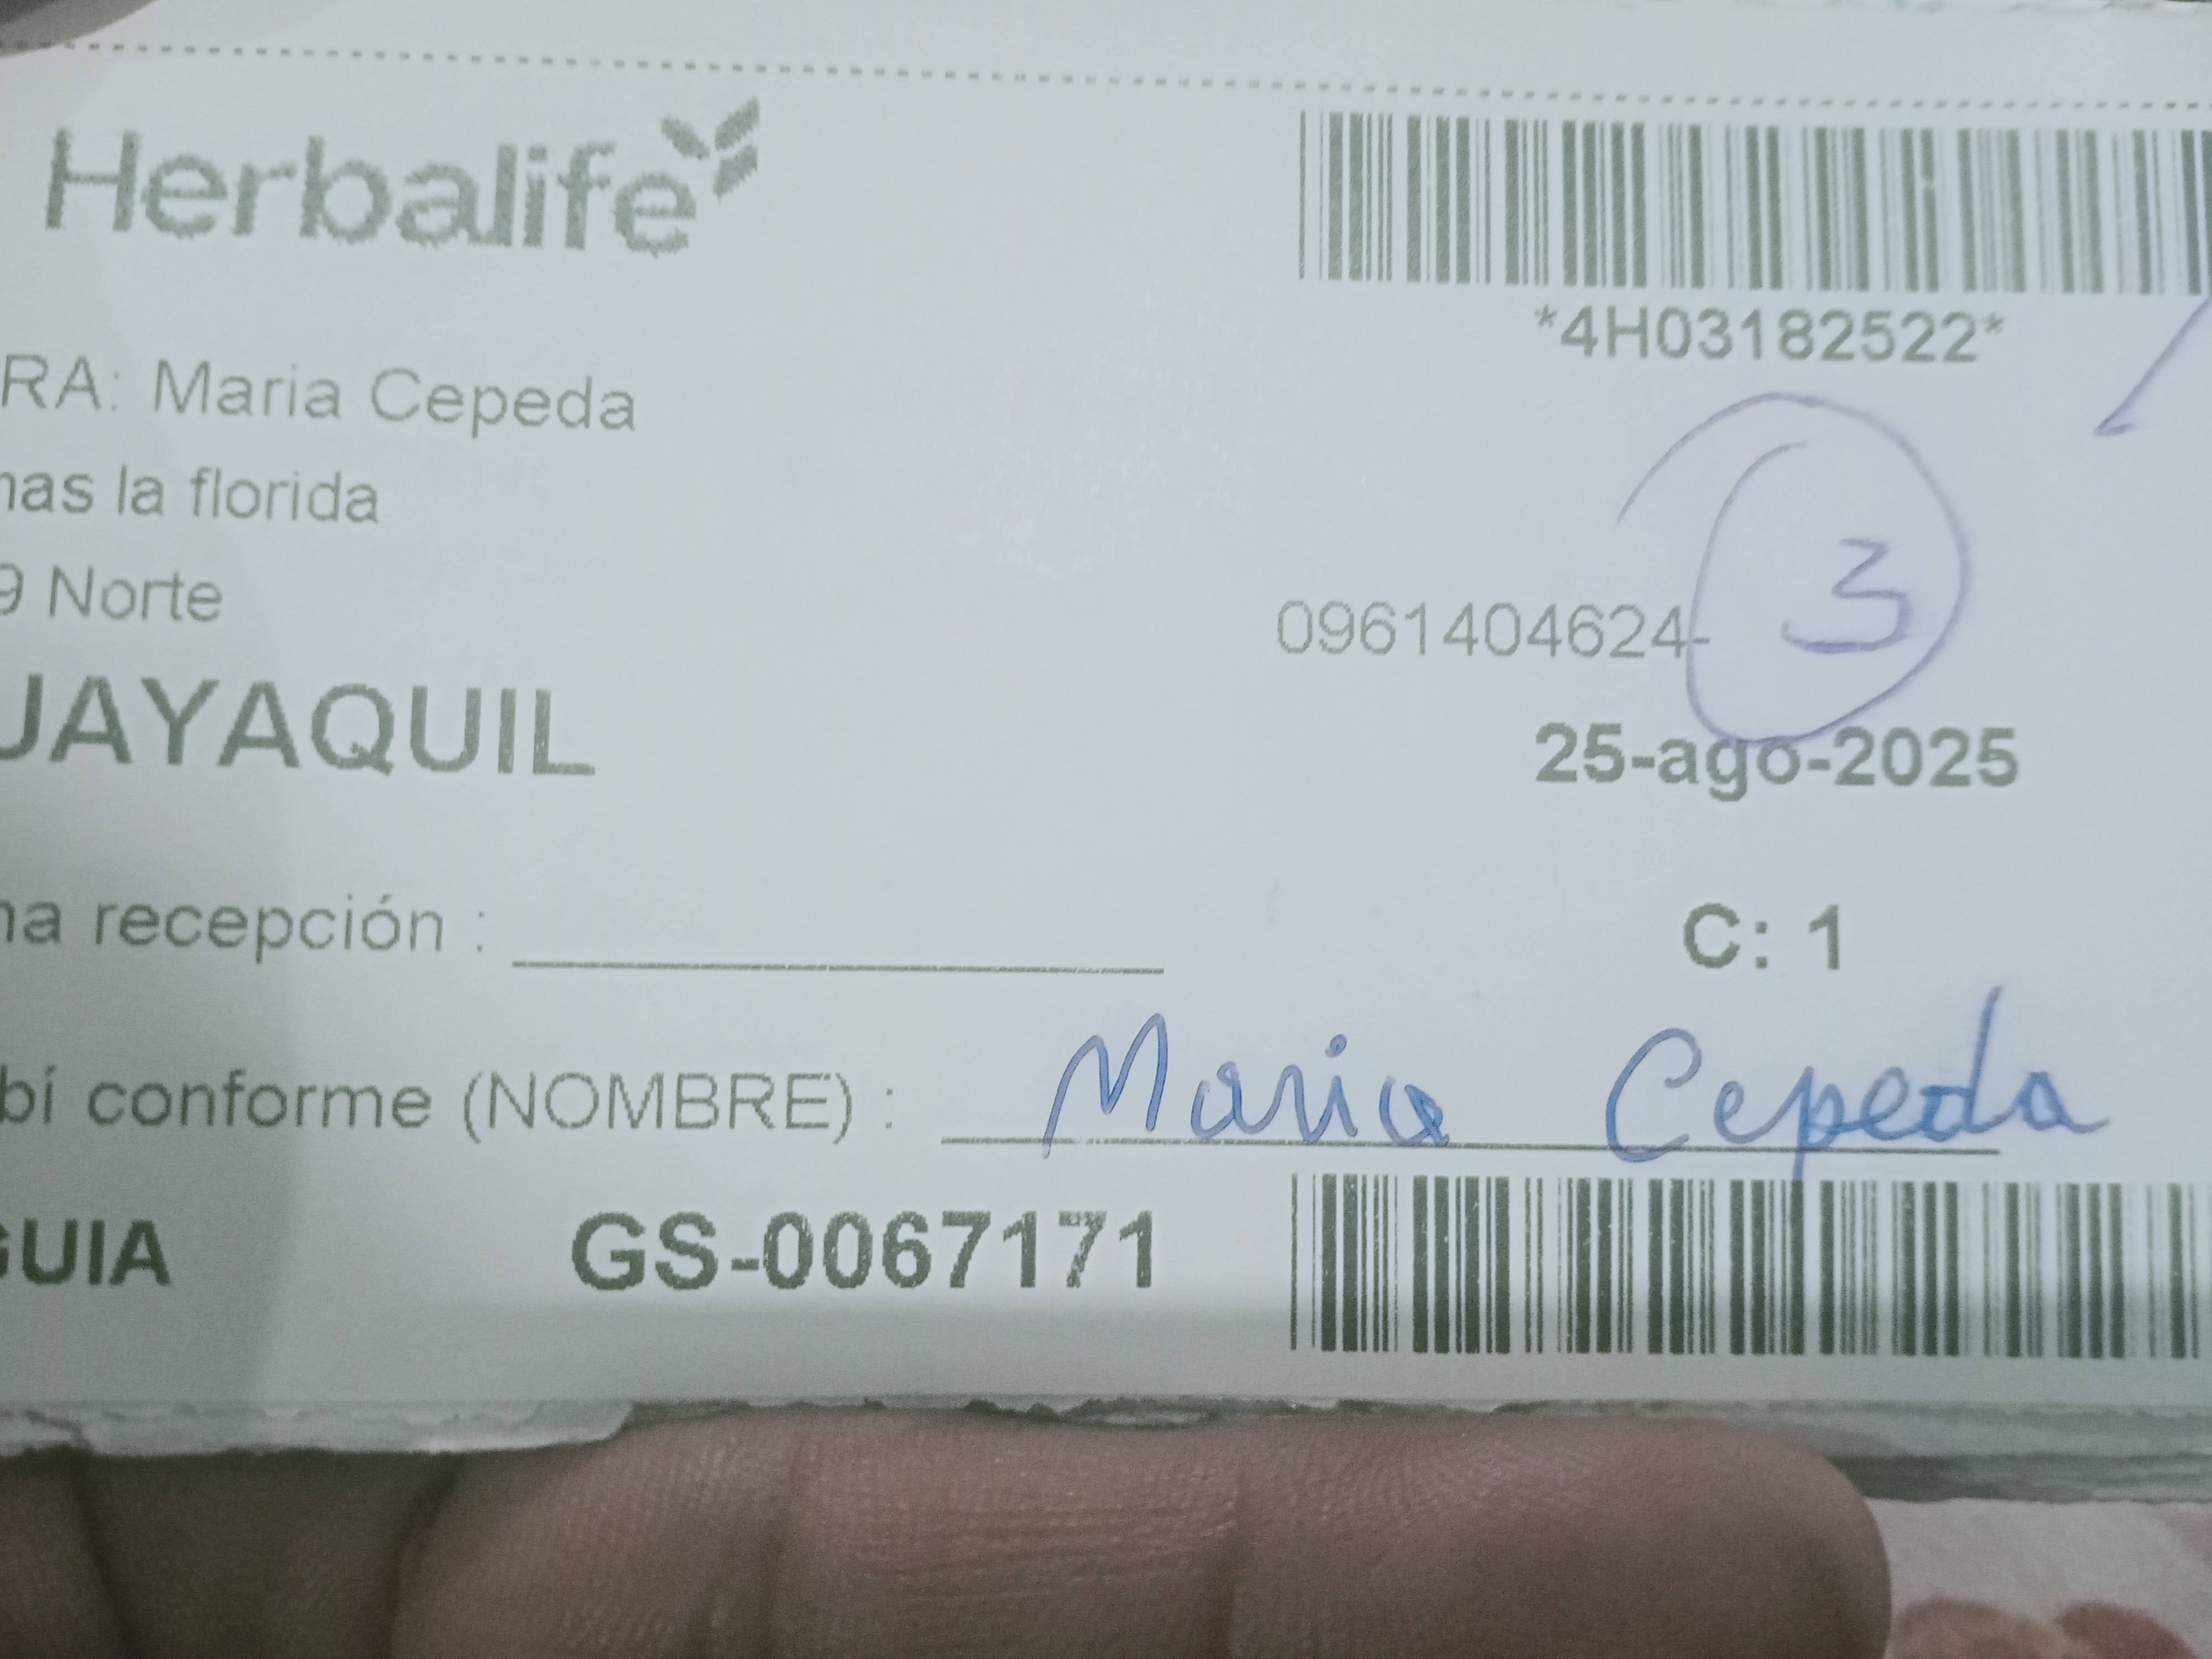 Herbalife
*4H03182522*
RA: Maria Cepeda
nas la florida
3
9 Norte
0961404624-
UAYAQUIL
25-ago-2025
na recepción :
C: 1
bí conforme (NOMBRE) : Maria Cepeda
GUIA GS-0067171